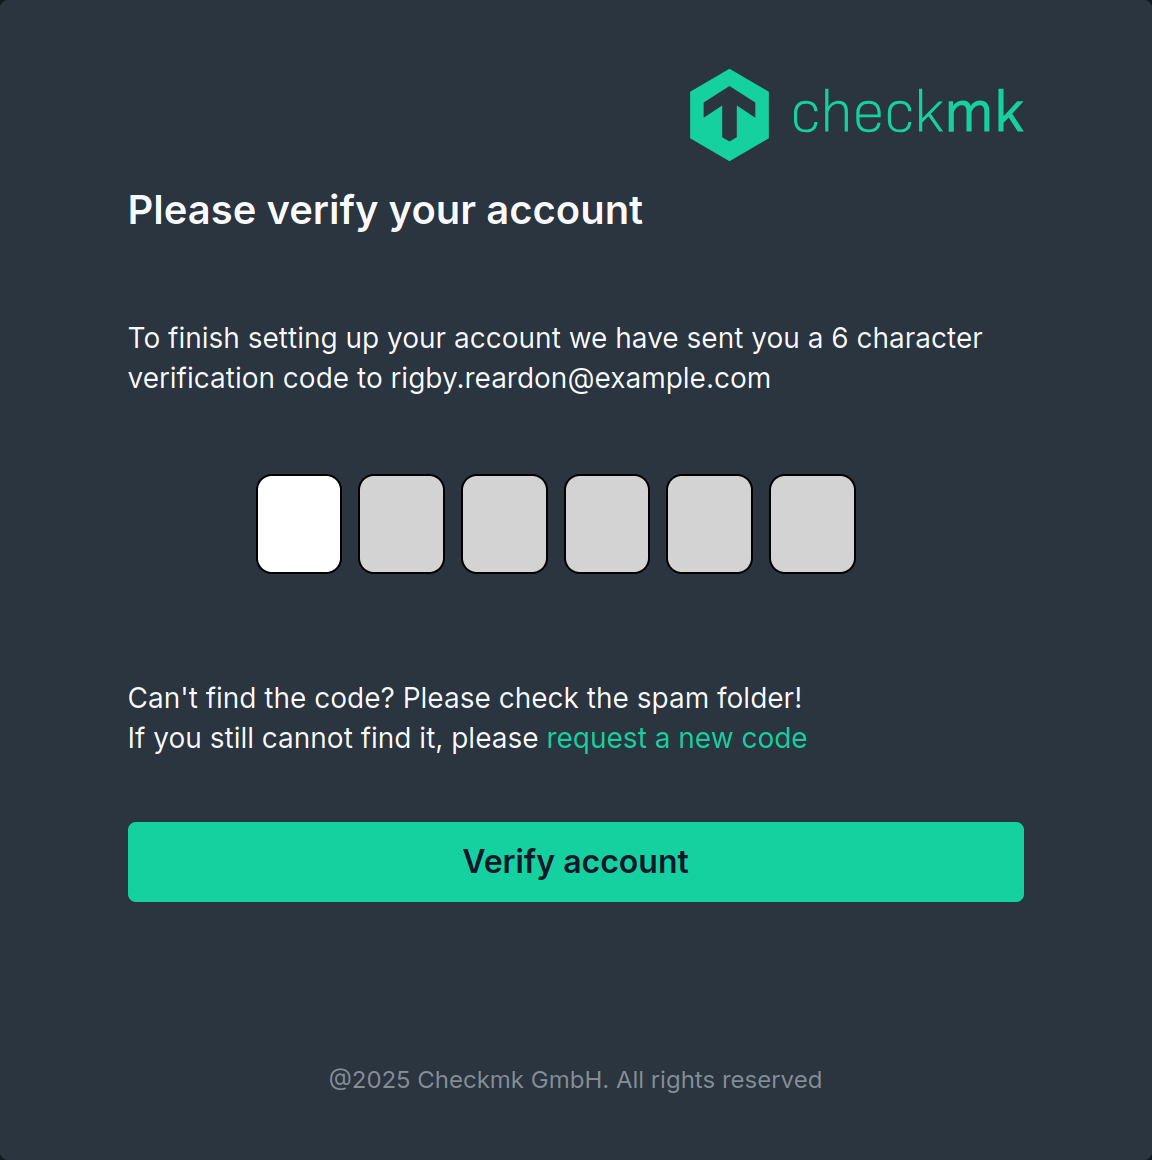 checkmk
Please verify your account
To finish setting up your account we have sent you a 6 character
verification code to rigby.reardon@example.com
Can't find the code? Please check the spam folder!
If you still cannot find it, please request a new code
Verify account
@2025 Checkmk GmbH. All rights reserved